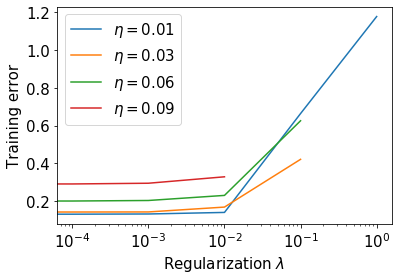 1.2
1.0
0.8
0.6
0.4
0.2
Training error
η = 0.01
η = 0.03
η = 0.06
η = 0.09
10⁻⁴ 10⁻³ 10⁻² 10⁻¹ 10⁰
Regularization λ